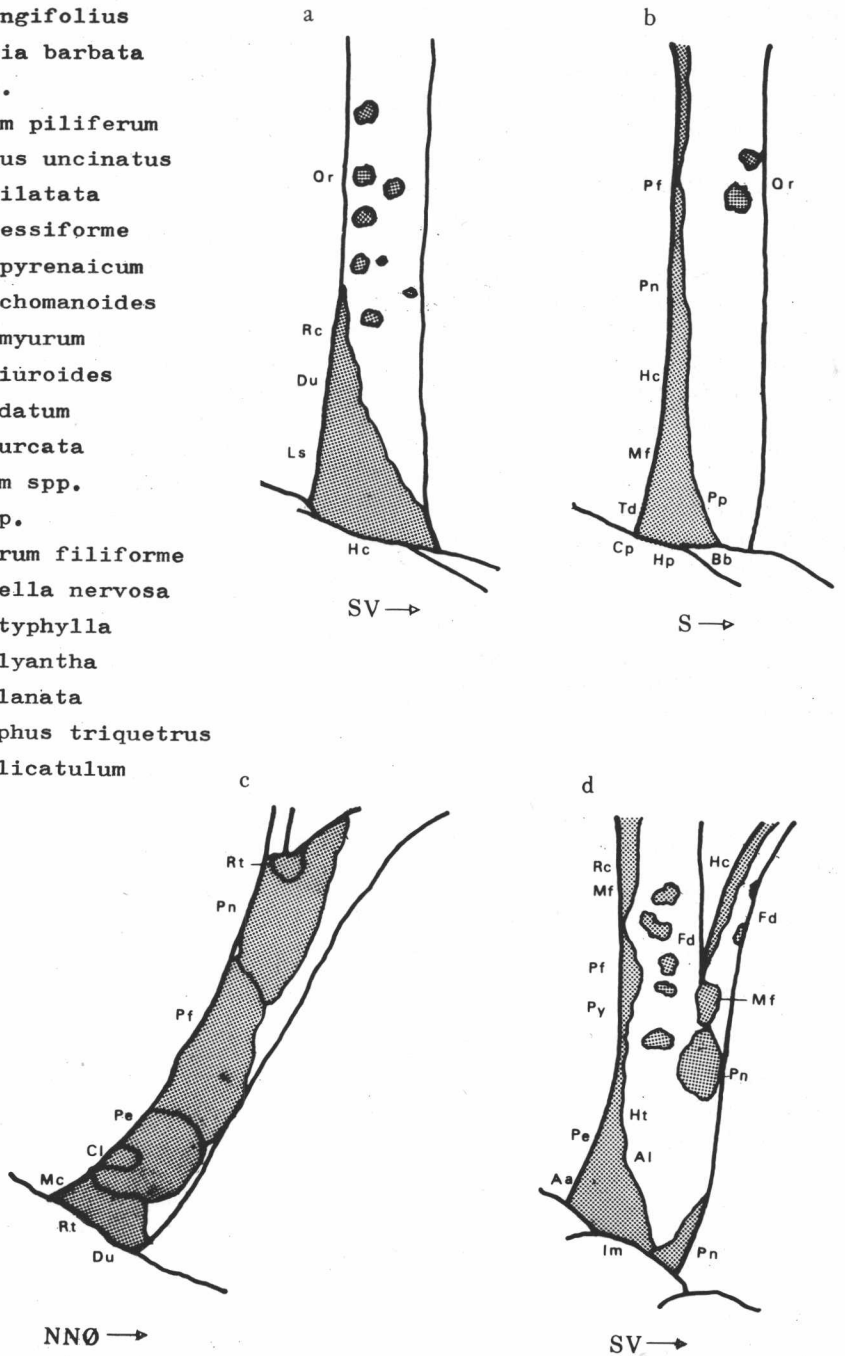 ngifolius
ia barbata
.
m piliferum
us uncinatus
ilatata
essiforme
pyrenaicum
chomanoides
myurum
iuroides
datum
urcata
m spp.
p.
rum filiforme
ella nervosa
typhylla
lyantha
lanata
phus triquetrus
licatulum
a
Or
Rc
Du
Ls
Hc
SV
b
Pf
Or
Pn
Hc
Mf
Pp
Td
Cp
Hp
Bb
S
c
Rt
Pn
Pf
Pe
Cl
Mc
Rt
Du
NNØ
d
Rc
Hc
Mf
Fd
Fd
Pf
Mf
Py
Pn
Ht
Pe
Al
Aa
Im
Pn
SV